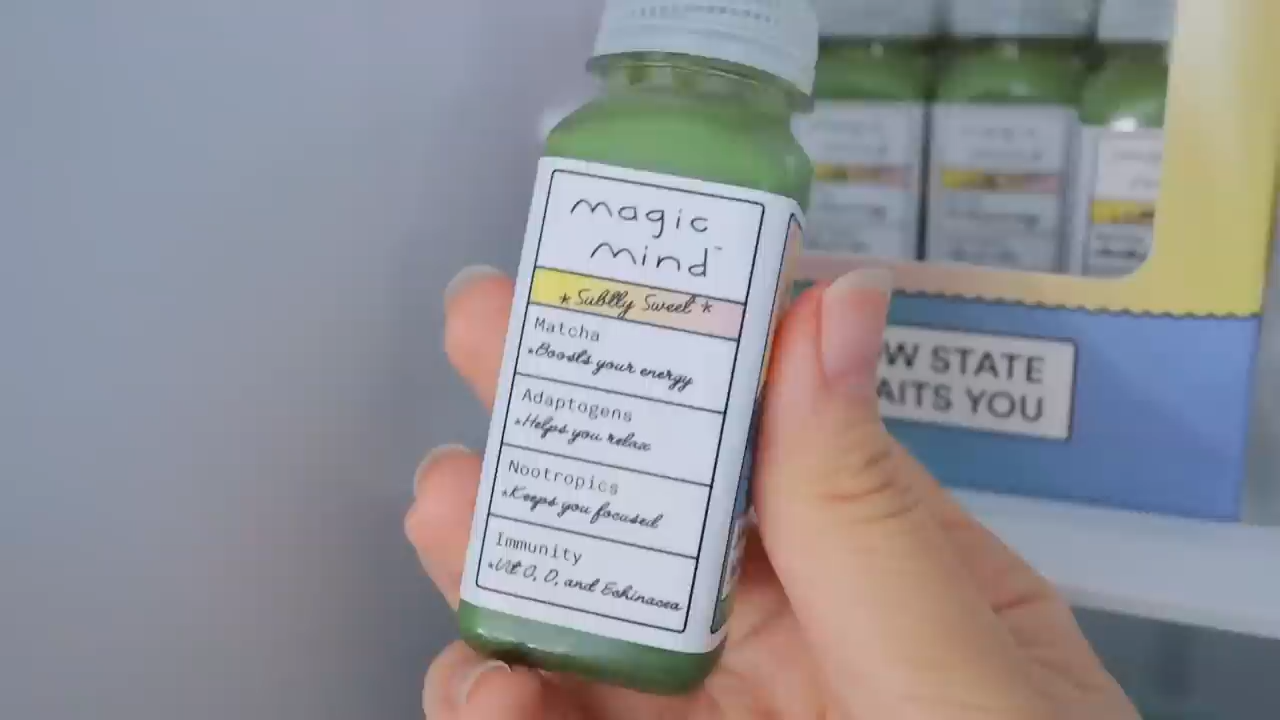 magic
mind™
* Subtly Sweet *
Matcha
*Boosts your energy
Adaptogens
*Helps you relax
Nootropics
*Keeps you focused
Immunity
*Vit C, D, and Echinacea
W STATE
AITS YOU